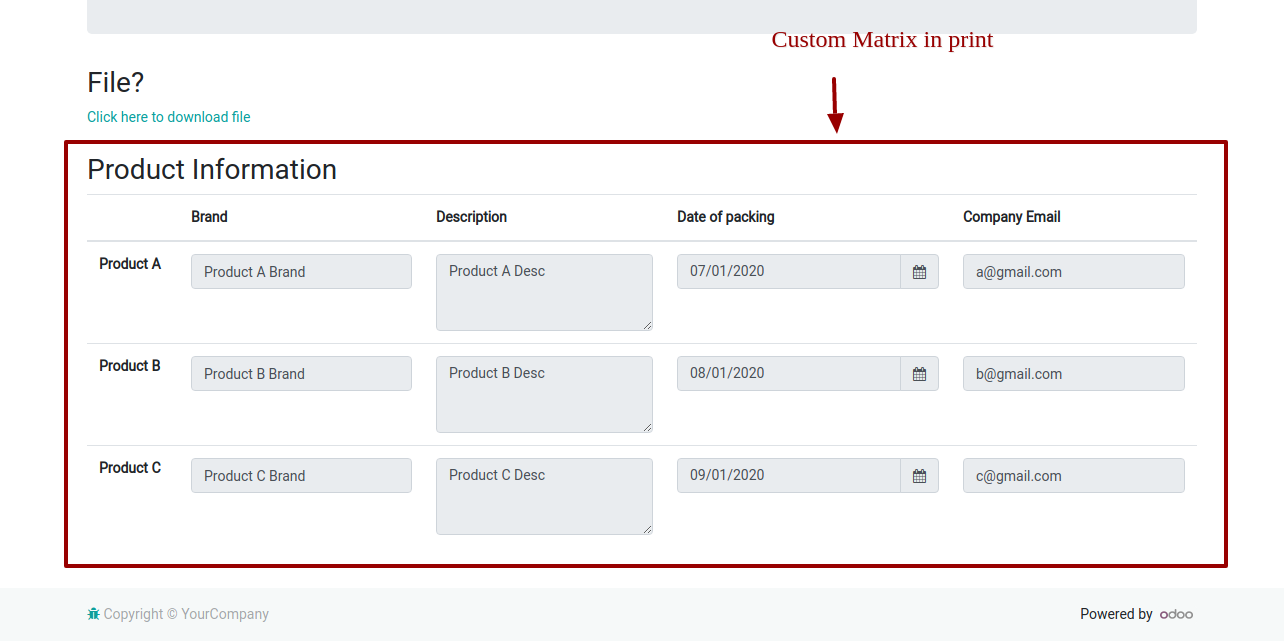 Custom Matrix in print
File?
Click here to download file
Product Information
Brand Description Date of packing Company Email
Product A Product A Brand Product A Desc 07/01/2020 a@gmail.com
Product B Product B Brand Product B Desc 08/01/2020 b@gmail.com
Product C Product C Brand Product C Desc 09/01/2020 c@gmail.com
Copyright © YourCompany Powered by odoo